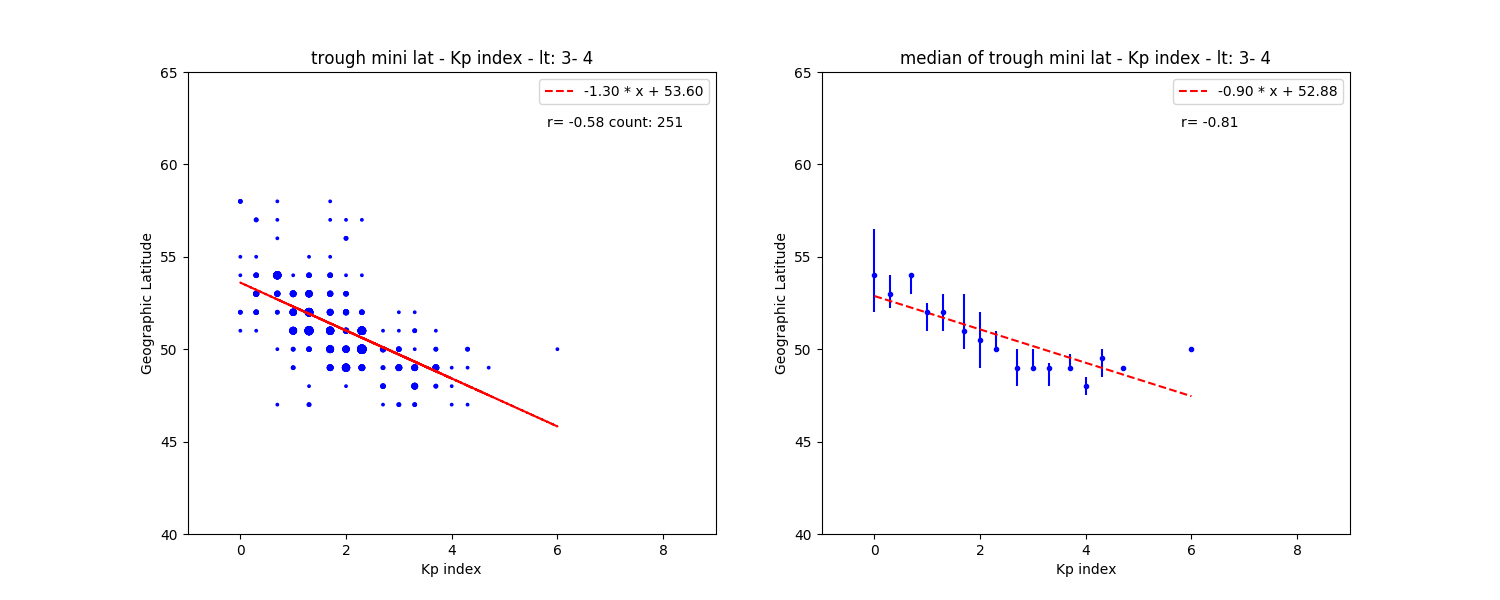 trough mini lat - Kp index - lt: 3- 4
-1.30 * x + 53.60
r= -0.58 count: 251
65
60
55
50
45
40
Geographic Latitude
0 2 4 6 8
Kp index
median of trough mini lat - Kp index - lt: 3- 4
-0.90 * x + 52.88
r= -0.81
65
60
55
50
45
40
Geographic Latitude
0 2 4 6 8
Kp index